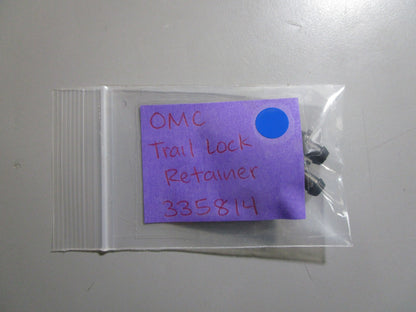 OMC
Trail Lock
Retainer
335814